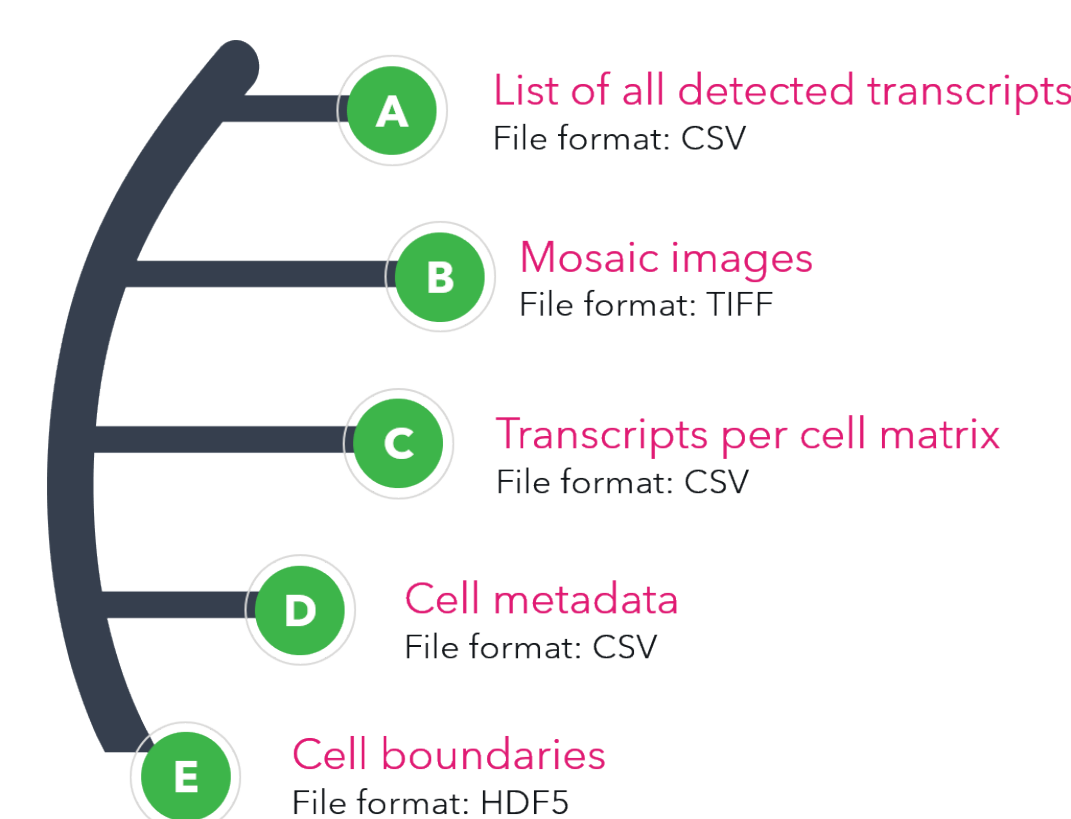 A
List of all detected transcripts
File format: CSV
B
Mosaic images
File format: TIFF
C
Transcripts per cell matrix
File format: CSV
D
Cell metadata
File format: CSV
E
Cell boundaries
File format: HDF5